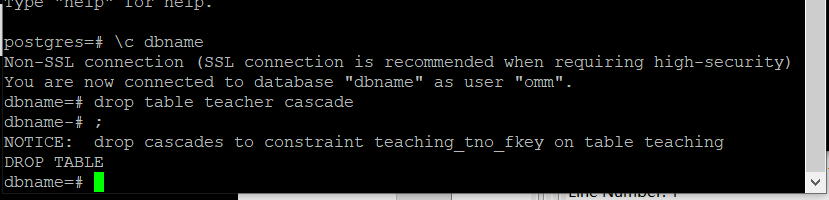 Type "help" for help.
postgres=# \c dbname
Non-SSL connection (SSL connection is recommended when requiring high-security)
You are now connected to database "dbname" as user "omm".
dbname=# drop table teacher cascade
dbname-# ;
NOTICE:  drop cascades to constraint teaching_tno_fkey on table teaching
DROP TABLE
dbname=#
Line Number: